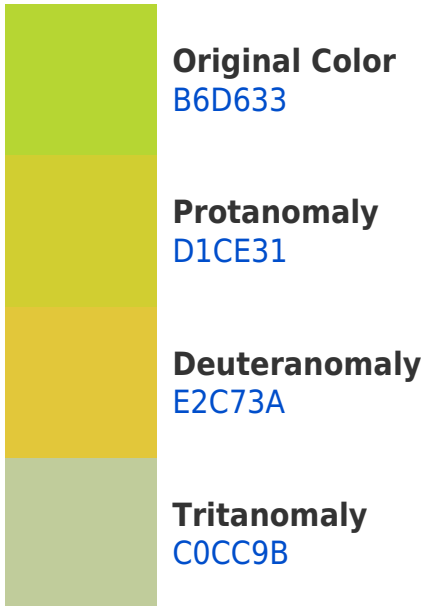 Original Color
B6D633
Protanomaly
D1CE31
Deuteranomaly
E2C73A
Tritanomaly
C0CC9B